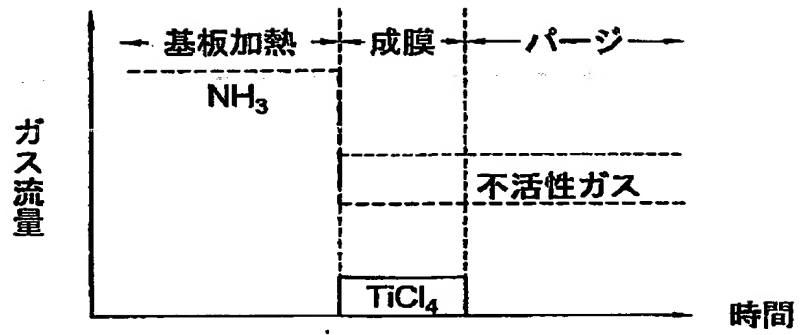 基板加熱
成膜
パージ
NH₃
ガス流量
不活性ガス
TiCl₄
時間